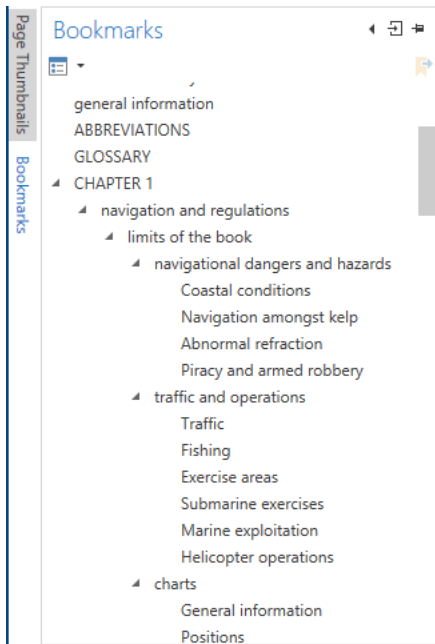 Page Thumbnails
Bookmarks
Bookmarks
general information
ABBREVIATIONS
GLOSSARY
CHAPTER 1
navigation and regulations
limits of the book
navigational dangers and hazards
Coastal conditions
Navigation amongst kelp
Abnormal refraction
Piracy and armed robbery
traffic and operations
Traffic
Fishing
Exercise areas
Submarine exercises
Marine exploitation
Helicopter operations
charts
General information
Positions